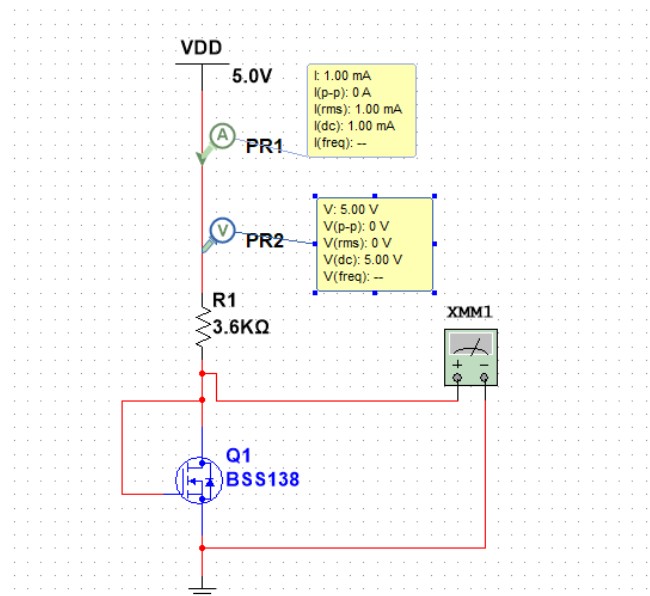 VDD
5.0V
I: 1.00 mA
I(p-p): 0 A
I(rms): 1.00 mA
I(dc): 1.00 mA
I(freq): --
A
PR1
V: 5.00 V
V(p-p): 0 V
V(rms): 0 V
V(dc): 5.00 V
V(freq): --
V
PR2
R1
3.6KΩ
XMM1
+ −
Q1
BSS138